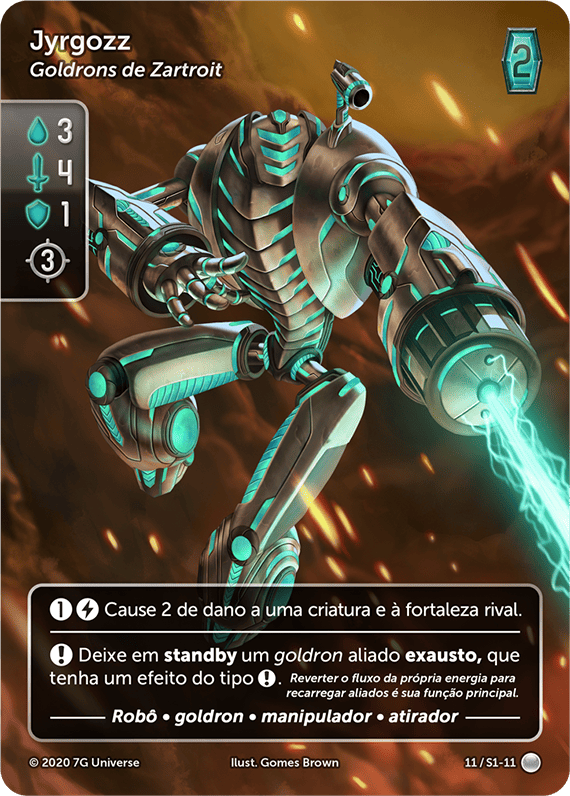 Jyrgozz
Goldrons de Zartroit
2
3
4
1
3
1 Cause 2 de dano a uma criatura e à fortaleza rival.
! Deixe em standby um goldron aliado exausto, que
tenha um efeito do tipo !. Reverter o fluxo da própria energia para
recarregar aliados é sua função principal.
Robô • goldron • manipulador • atirador
© 2020 7G Universe Ilust. Gomes Brown 11 / S1-11